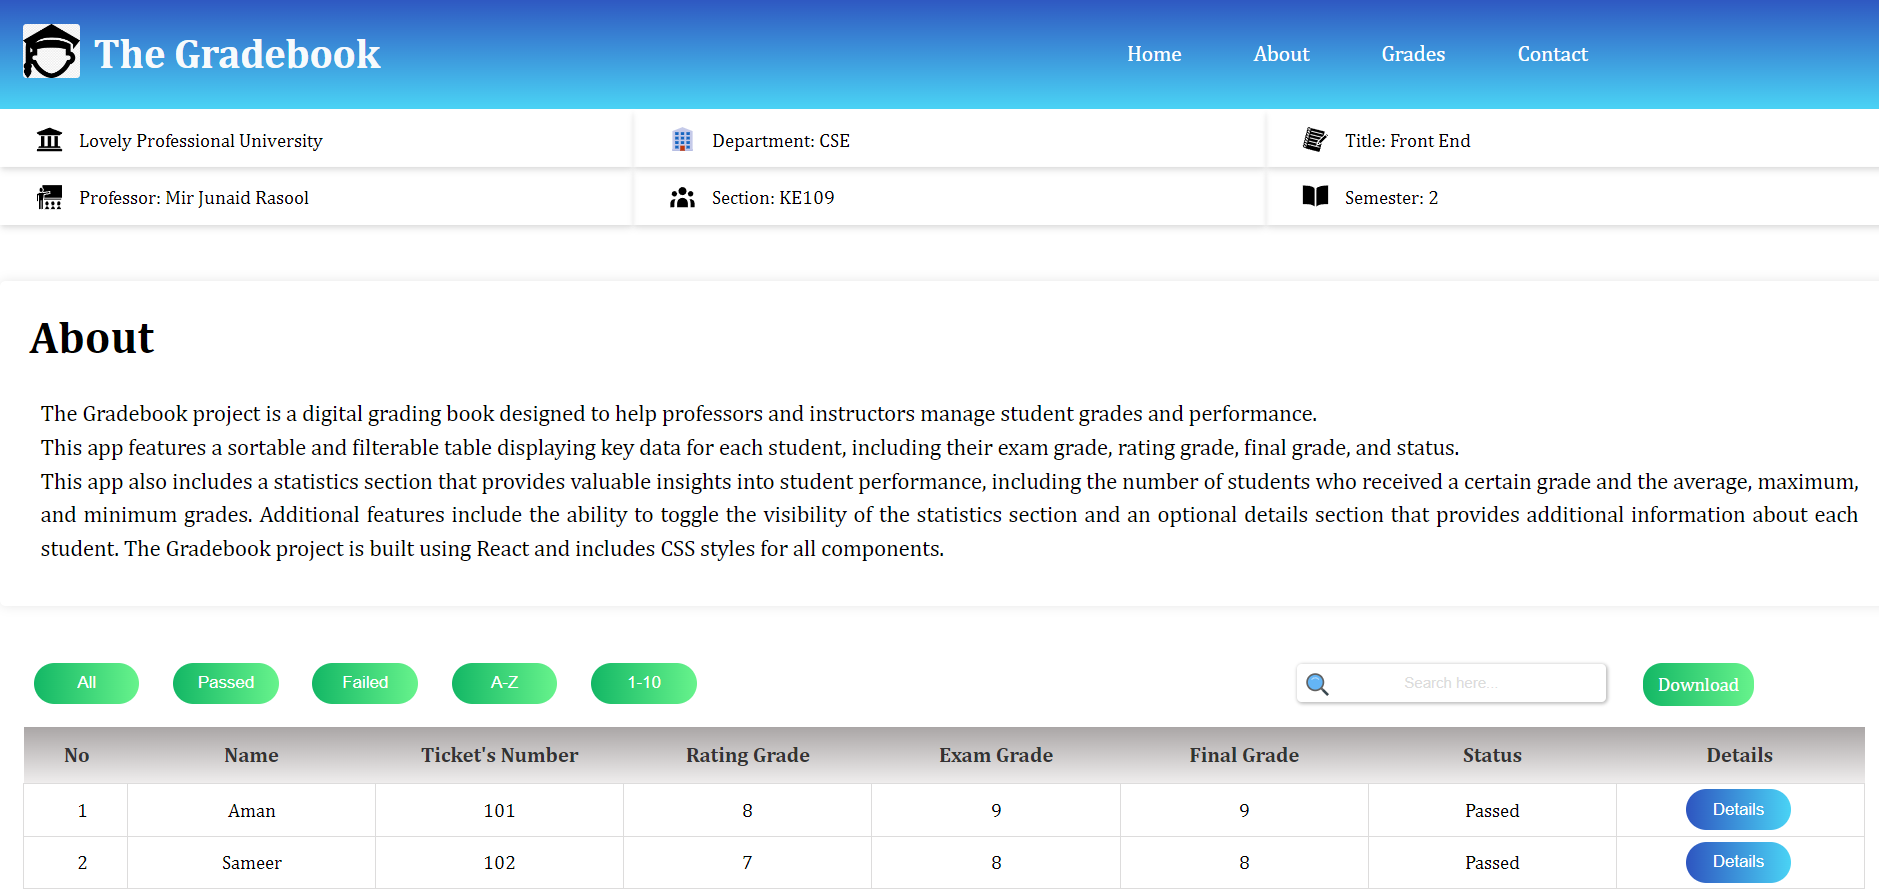 The Gradebook
Home About Grades Contact
Lovely Professional University Department: CSE Title: Front End
Professor: Mir Junaid Rasool Section: KE109 Semester: 2
About
The Gradebook project is a digital grading book designed to help professors and instructors manage student grades and performance.
This app features a sortable and filterable table displaying key data for each student, including their exam grade, rating grade, final grade, and status.
This app also includes a statistics section that provides valuable insights into student performance, including the number of students who received a certain grade and the average, maximum,
and minimum grades. Additional features include the ability to toggle the visibility of the statistics section and an optional details section that provides additional information about each
student. The Gradebook project is built using React and includes CSS styles for all components.
All Passed Failed A-Z 1-10 Search here... Download
No Name Ticket's Number Rating Grade Exam Grade Final Grade Status Details
1 Aman 101 8 9 9 Passed Details
2 Sameer 102 7 8 8 Passed Details